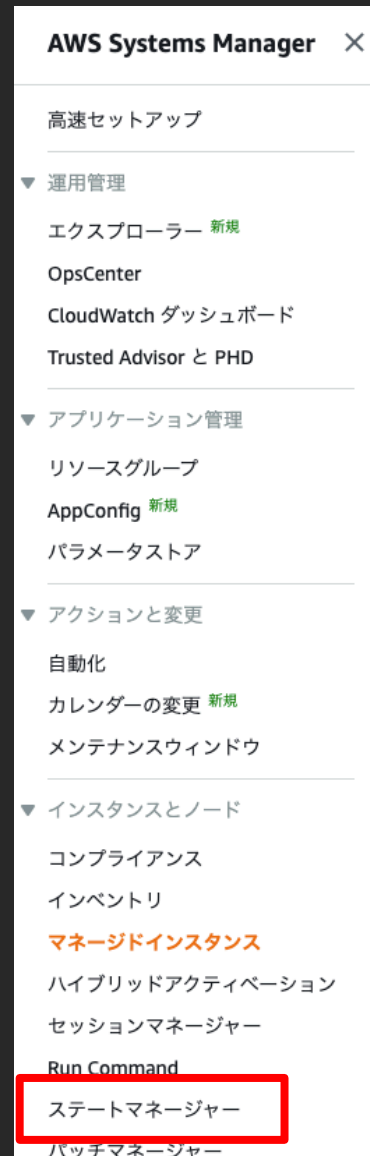 AWS Systems Manager ×
高速セットアップ
▼ 運用管理
エクスプローラー 新規
OpsCenter
CloudWatch ダッシュボード
Trusted Advisor と PHD
▼ アプリケーション管理
リソースグループ
AppConfig 新規
パラメータストア
▼ アクションと変更
自動化
カレンダーの変更 新規
メンテナンスウィンドウ
▼ インスタンスとノード
コンプライアンス
インベントリ
マネージドインスタンス
ハイブリッドアクティベーション
セッションマネージャー
Run Command
ステートマネージャー
パッチマネージャー